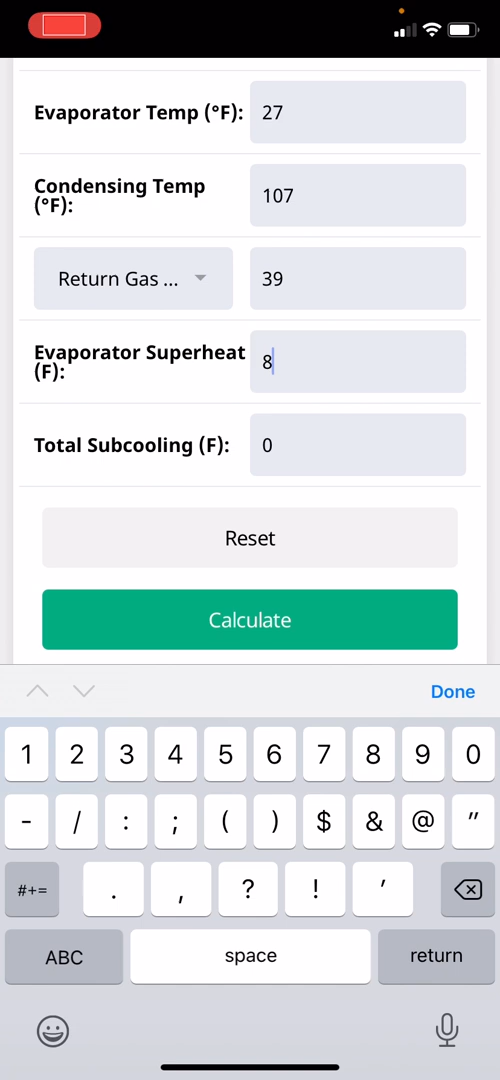 Evaporator Temp (°F):
27
Condensing Temp
(°F):
107
Return Gas ...
39
Evaporator Superheat
(F):
8
Total Subcooling (F):
0
Reset
Calculate
Done
1 2 3 4 5 6 7 8 9 0
- / : ; ( ) $ & @ "
#+= . , ? ! ’
ABC space return